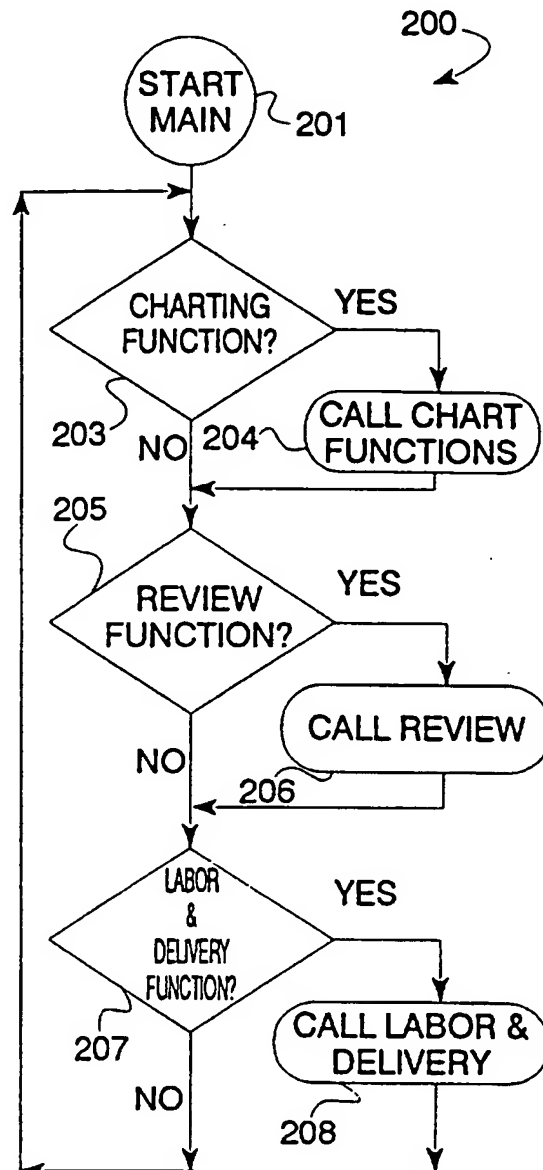 200
START
MAIN
201
CHARTING
FUNCTION?
YES
203
NO
204
CALL CHART
FUNCTIONS
205
REVIEW
FUNCTION?
YES
CALL REVIEW
NO
206
LABOR
&
DELIVERY
FUNCTION?
YES
207
CALL LABOR &
DELIVERY
NO
208